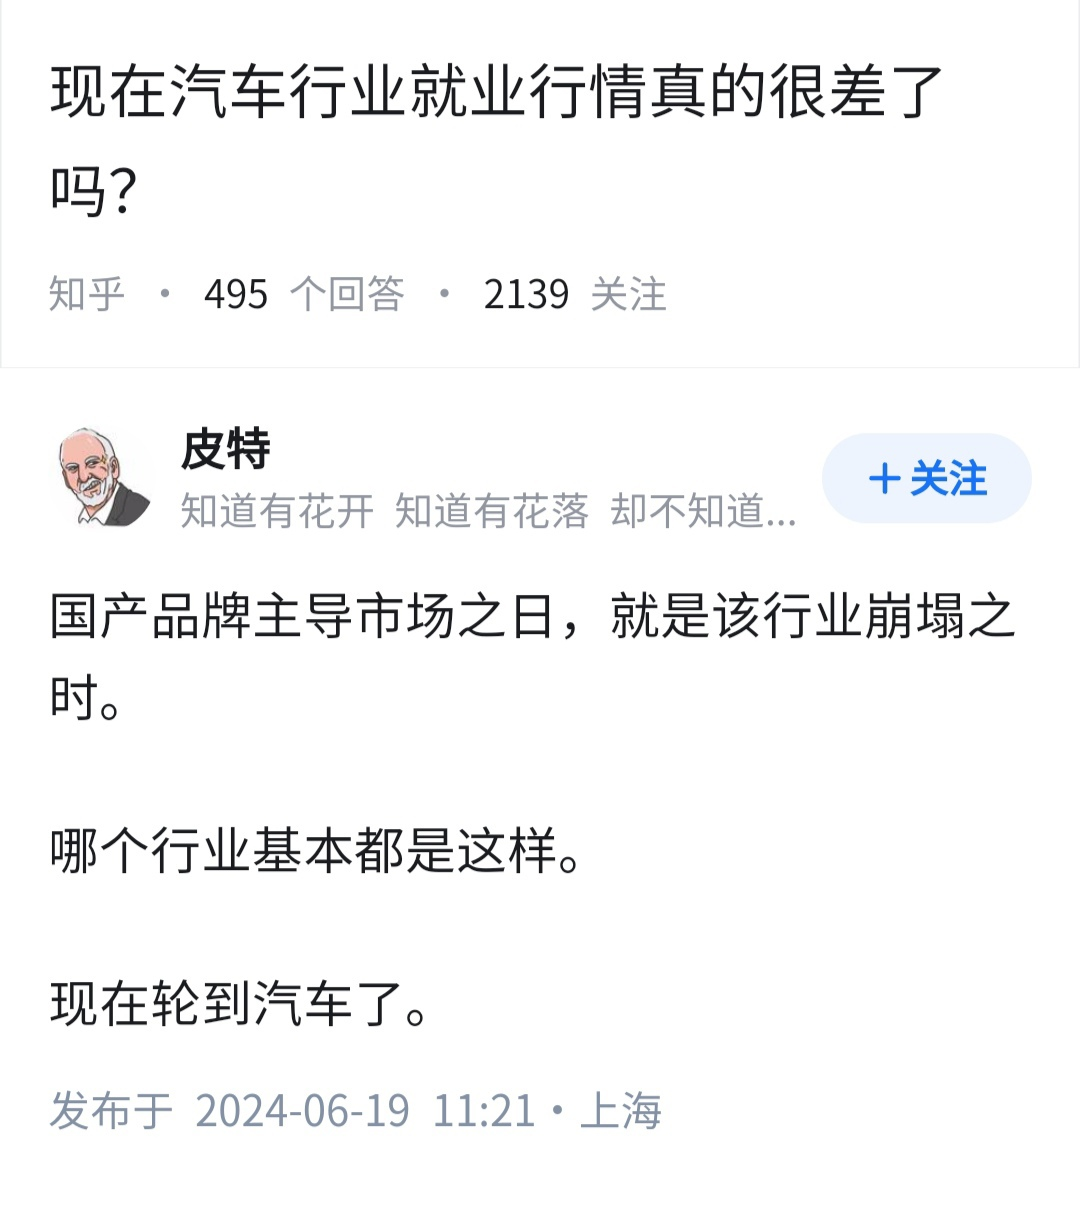 现在汽车行业就业行情真的很差了
吗？
知乎 · 495 个回答 · 2139 关注
皮特
知道有花开 知道有花落 却不知道...
+关注
国产品牌主导市场之日，就是该行业崩塌之
时。
哪个行业基本都是这样。
现在轮到汽车了。
发布于 2024-06-19 11:21・上海